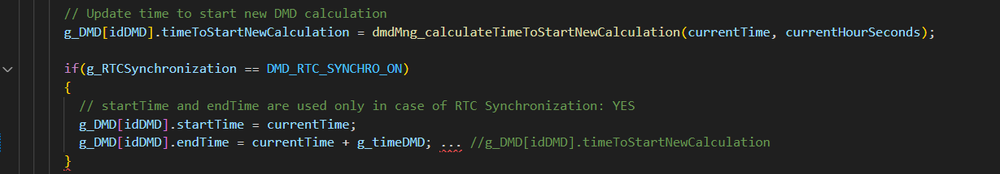 // Update time to start new DMD calculation
g_DMD[idDMD].timeToStartNewCalculation = dmdMng_calculateTimeToStartNewCalculation(currentTime, currentHourSeconds);
if(g_RTCSynchronization == DMD_RTC_SYNCHRO_ON)
{
// startTime and endTime are used only in case of RTC Synchronization: YES
g_DMD[idDMD].startTime = currentTime;
g_DMD[idDMD].endTime = currentTime + g_timeDMD; ... //g_DMD[idDMD].timeToStartNewCalculation
}